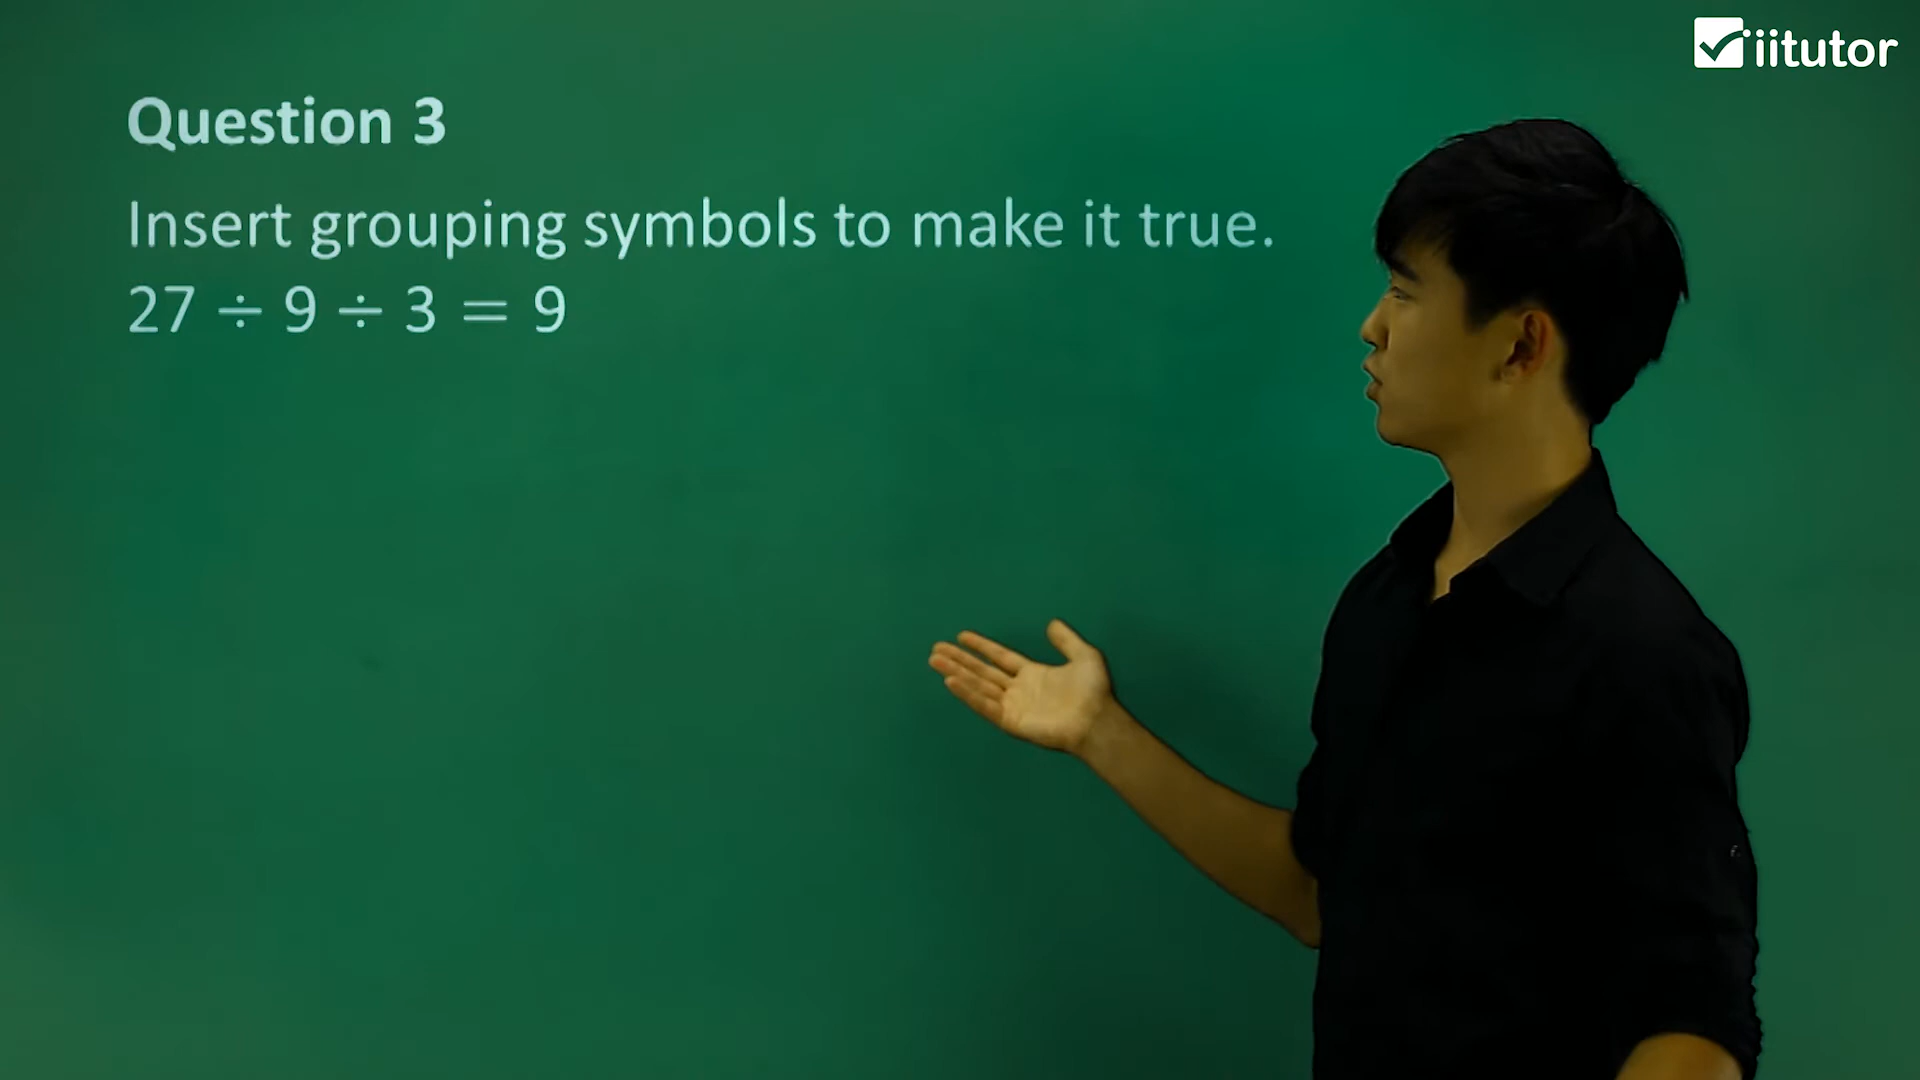 iitutor
Question 3
Insert grouping symbols to make it true.
27 ÷ 9 ÷ 3 = 9